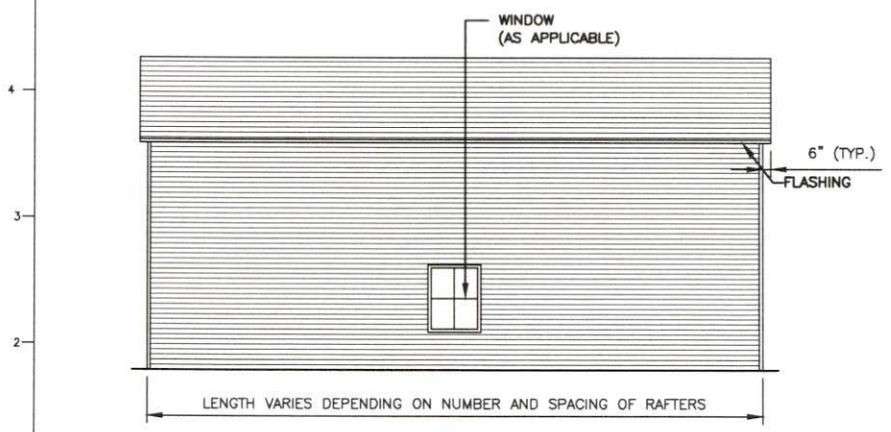 WINDOW
(AS APPLICABLE)
4
6" (TYP.)
FLASHING
3
2
LENGTH VARIES DEPENDING ON NUMBER AND SPACING OF RAFTERS